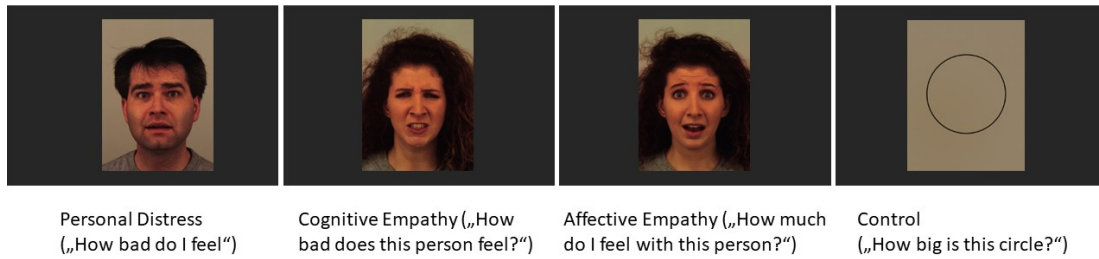 Personal Distress
(„How bad do I feel“)
Cognitive Empathy („How
bad does this person feel?“)
Affective Empathy („How much
do I feel with this person?“)
Control
(„How big is this circle?“)